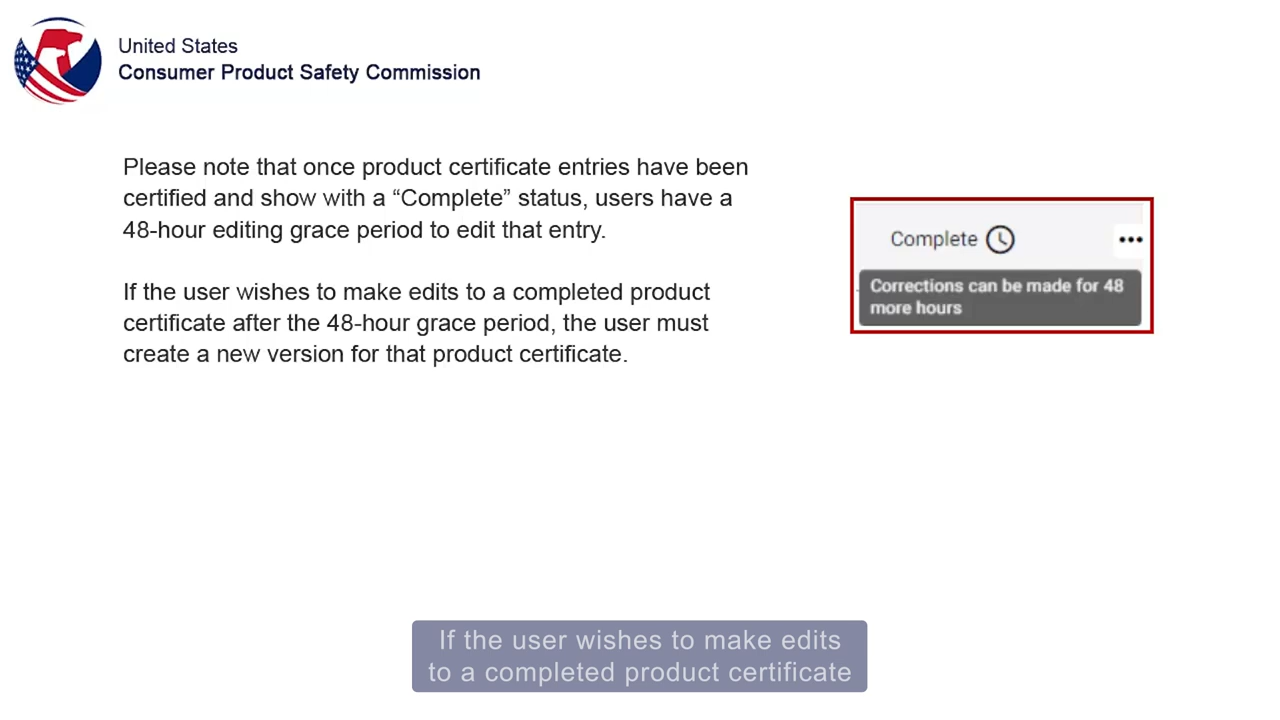 United States
Consumer Product Safety Commission
Please note that once product certificate entries have been
certified and show with a “Complete” status, users have a
48-hour editing grace period to edit that entry.
If the user wishes to make edits to a completed product
certificate after the 48-hour grace period, the user must
create a new version for that product certificate.
Complete
Corrections can be made for 48
more hours
If the user wishes to make edits
to a completed product certificate